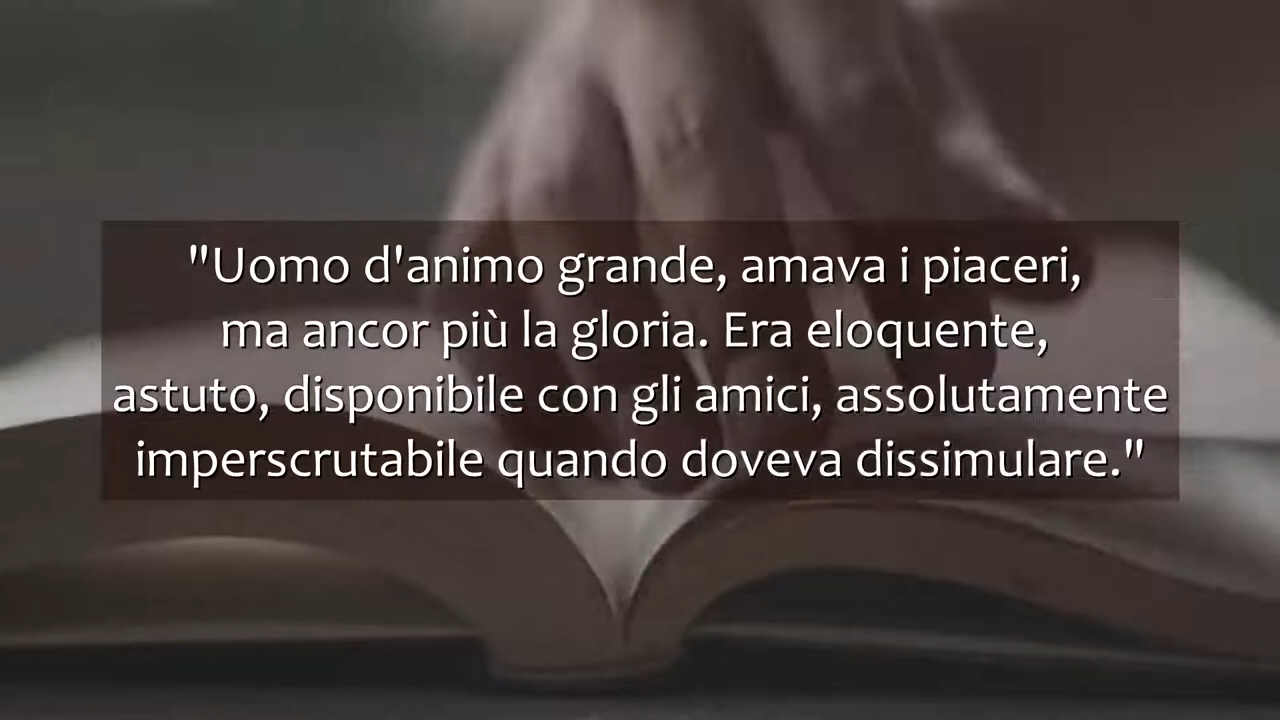 "Uomo d'animo grande, amava i piaceri,
ma ancor più la gloria. Era eloquente,
astuto, disponibile con gli amici, assolutamente
imperscrutabile quando doveva dissimulare."